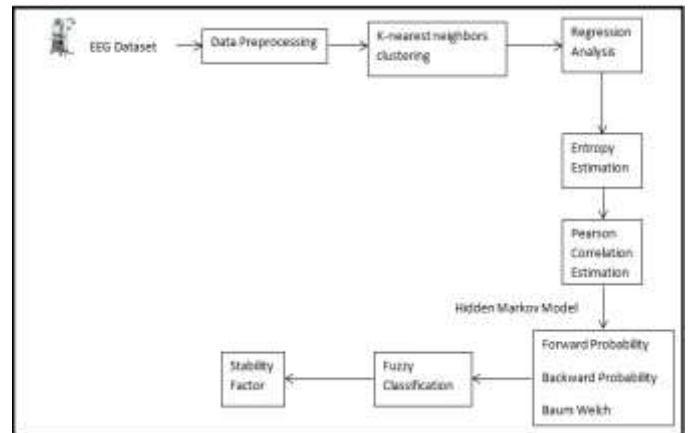 EEG Dataset
Data Preprocessing
K-nearest neighbors
clustering
Regression
Analysis
Entropy
Estimation
Pearson
Correlation
Estimation
Hidden Markov Model
Forward Probability
Backward Probability
Baum Welch
Fuzzy
Classification
Stability
Factor